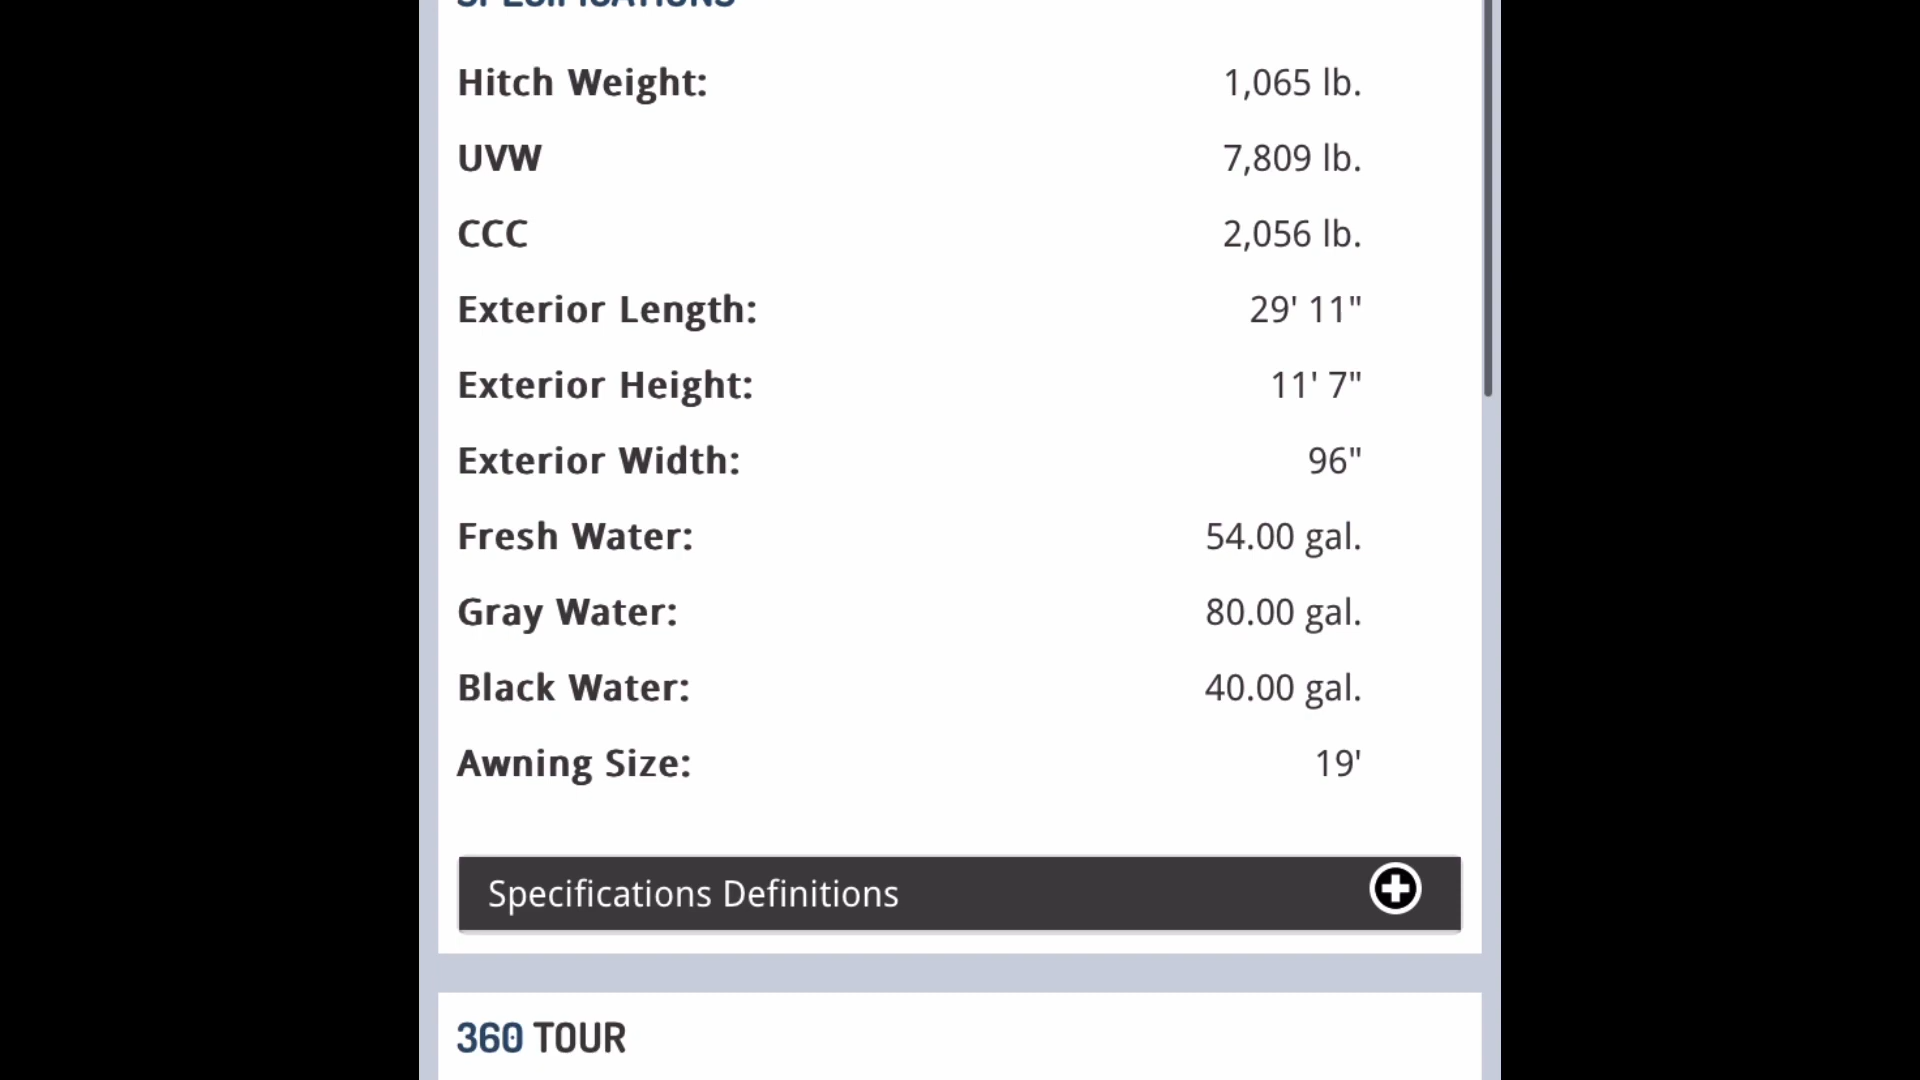 SPECIFICATIONS
Hitch Weight: 1,065 lb.
UVW 7,809 lb.
CCC 2,056 lb.
Exterior Length: 29' 11"
Exterior Height: 11' 7"
Exterior Width: 96"
Fresh Water: 54.00 gal.
Gray Water: 80.00 gal.
Black Water: 40.00 gal.
Awning Size: 19'
Specifications Definitions
360 TOUR